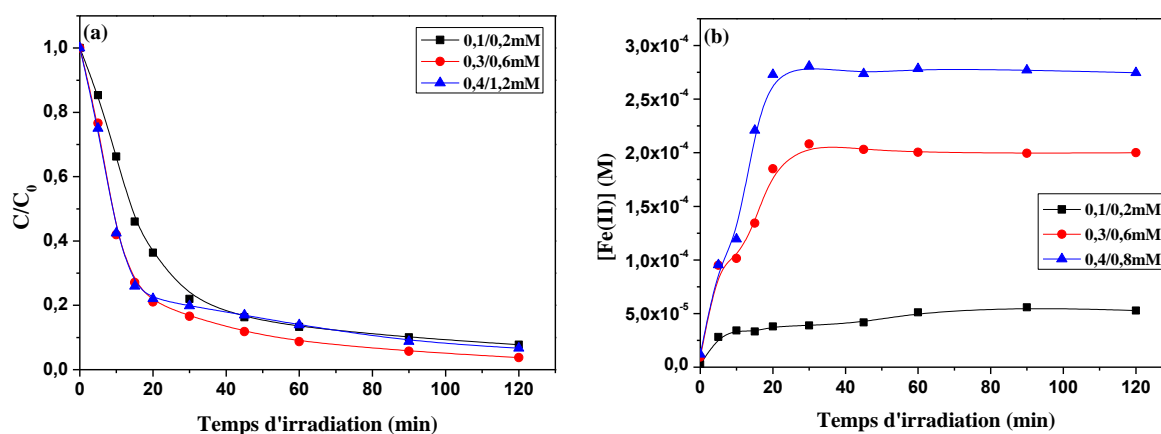 (a)
0,1/0,2mM
0,3/0,6mM
0,4/1,2mM
1,0
0,8
0,6
0,4
0,2
0,0
C/C0
0 20 40 60 80 100 120
Temps d'irradiation (min)
(b)
3,0x10-4
2,5x10-4
2,0x10-4
1,5x10-4
1,0x10-4
5,0x10-5
0,0
[Fe(II)] (M)
0,1/0,2mM
0,3/0,6mM
0,4/0,8mM
0 20 40 60 80 100 120
Temps d'irradiation (min)